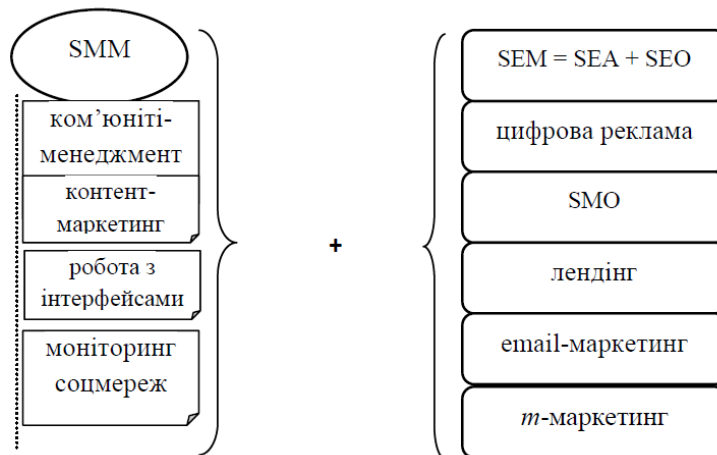 SMM
ком’юніті-
менеджмент
контент-
маркетинг
робота з
інтерфейсами
моніторинг
соцмереж
+
SEM = SEA + SEO
цифрова реклама
SMO
лендінг
email-маркетинг
m-маркетинг